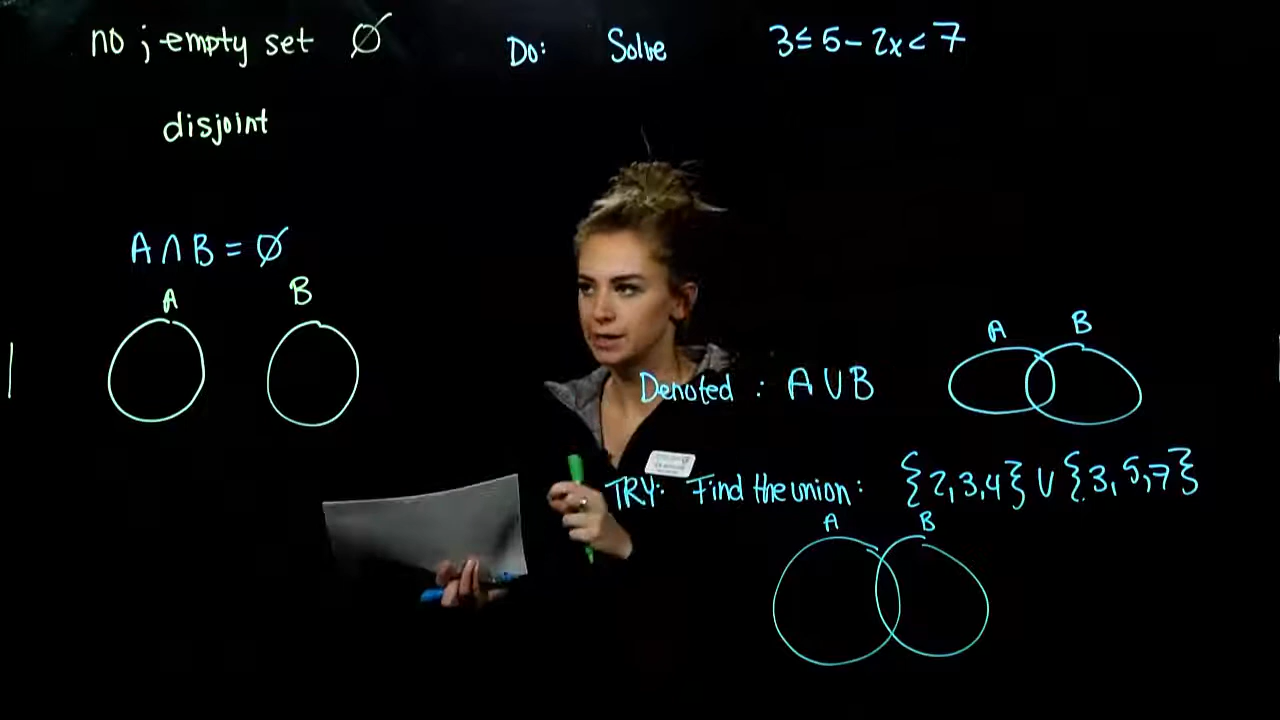 no ; empty set ∅
disjoint
A ∩ B = ∅
A B
Do: Solve 3 ≤ 5 - 2x < 7
A B
Denoted : A ∪ B
TRY: Find the union: {2,3,4} ∪ {3,5,7}
A B